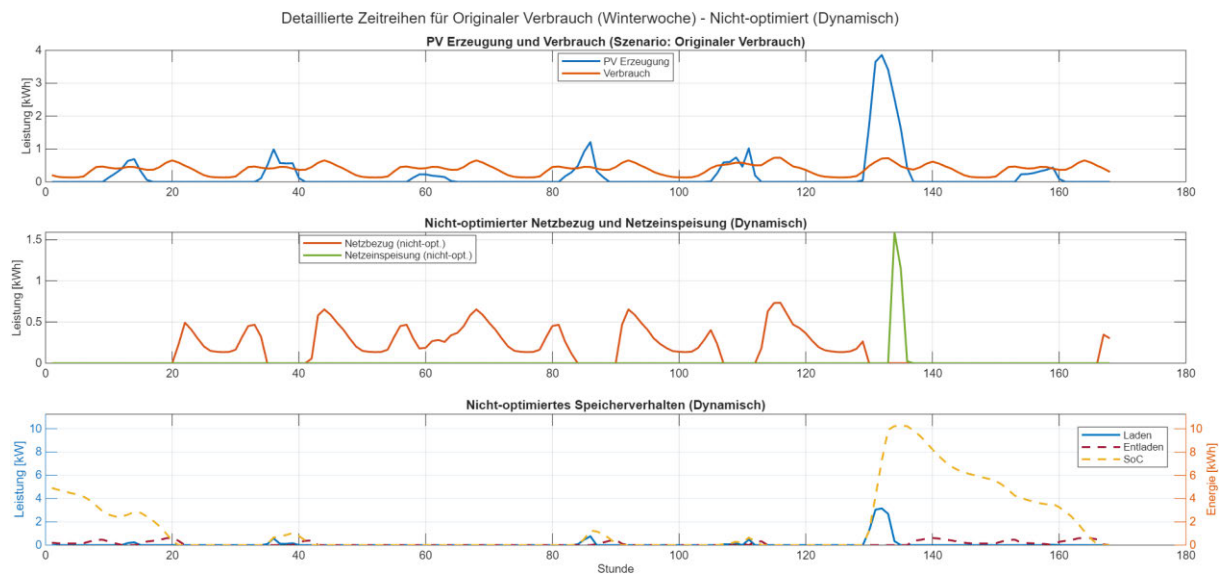 Detaillierte Zeitreihen für Originaler Verbrauch (Winterwoche) - Nicht-optimiert (Dynamisch)
PV Erzeugung und Verbrauch (Szenario: Originaler Verbrauch)
Leistung [kWh]
4
3
2
1
0
PV Erzeugung
Verbrauch
0 20 40 60 80 100 120 140 160 180
Nicht-optimierter Netzbezug und Netzeinspeisung (Dynamisch)
Leistung [kWh]
1.5
1
0.5
0
Netzbezug (nicht-opt.)
Netzeinspeisung (nicht-opt.)
0 20 40 60 80 100 120 140 160 180
Nicht-optimiertes Speicherverhalten (Dynamisch)
Leistung [kW]
10
8
6
4
2
0
Laden
Entladen
SoC
10
8
6
4
2
0
Energie [kWh]
0 20 40 60 80 100 120 140 160 180
Stunde